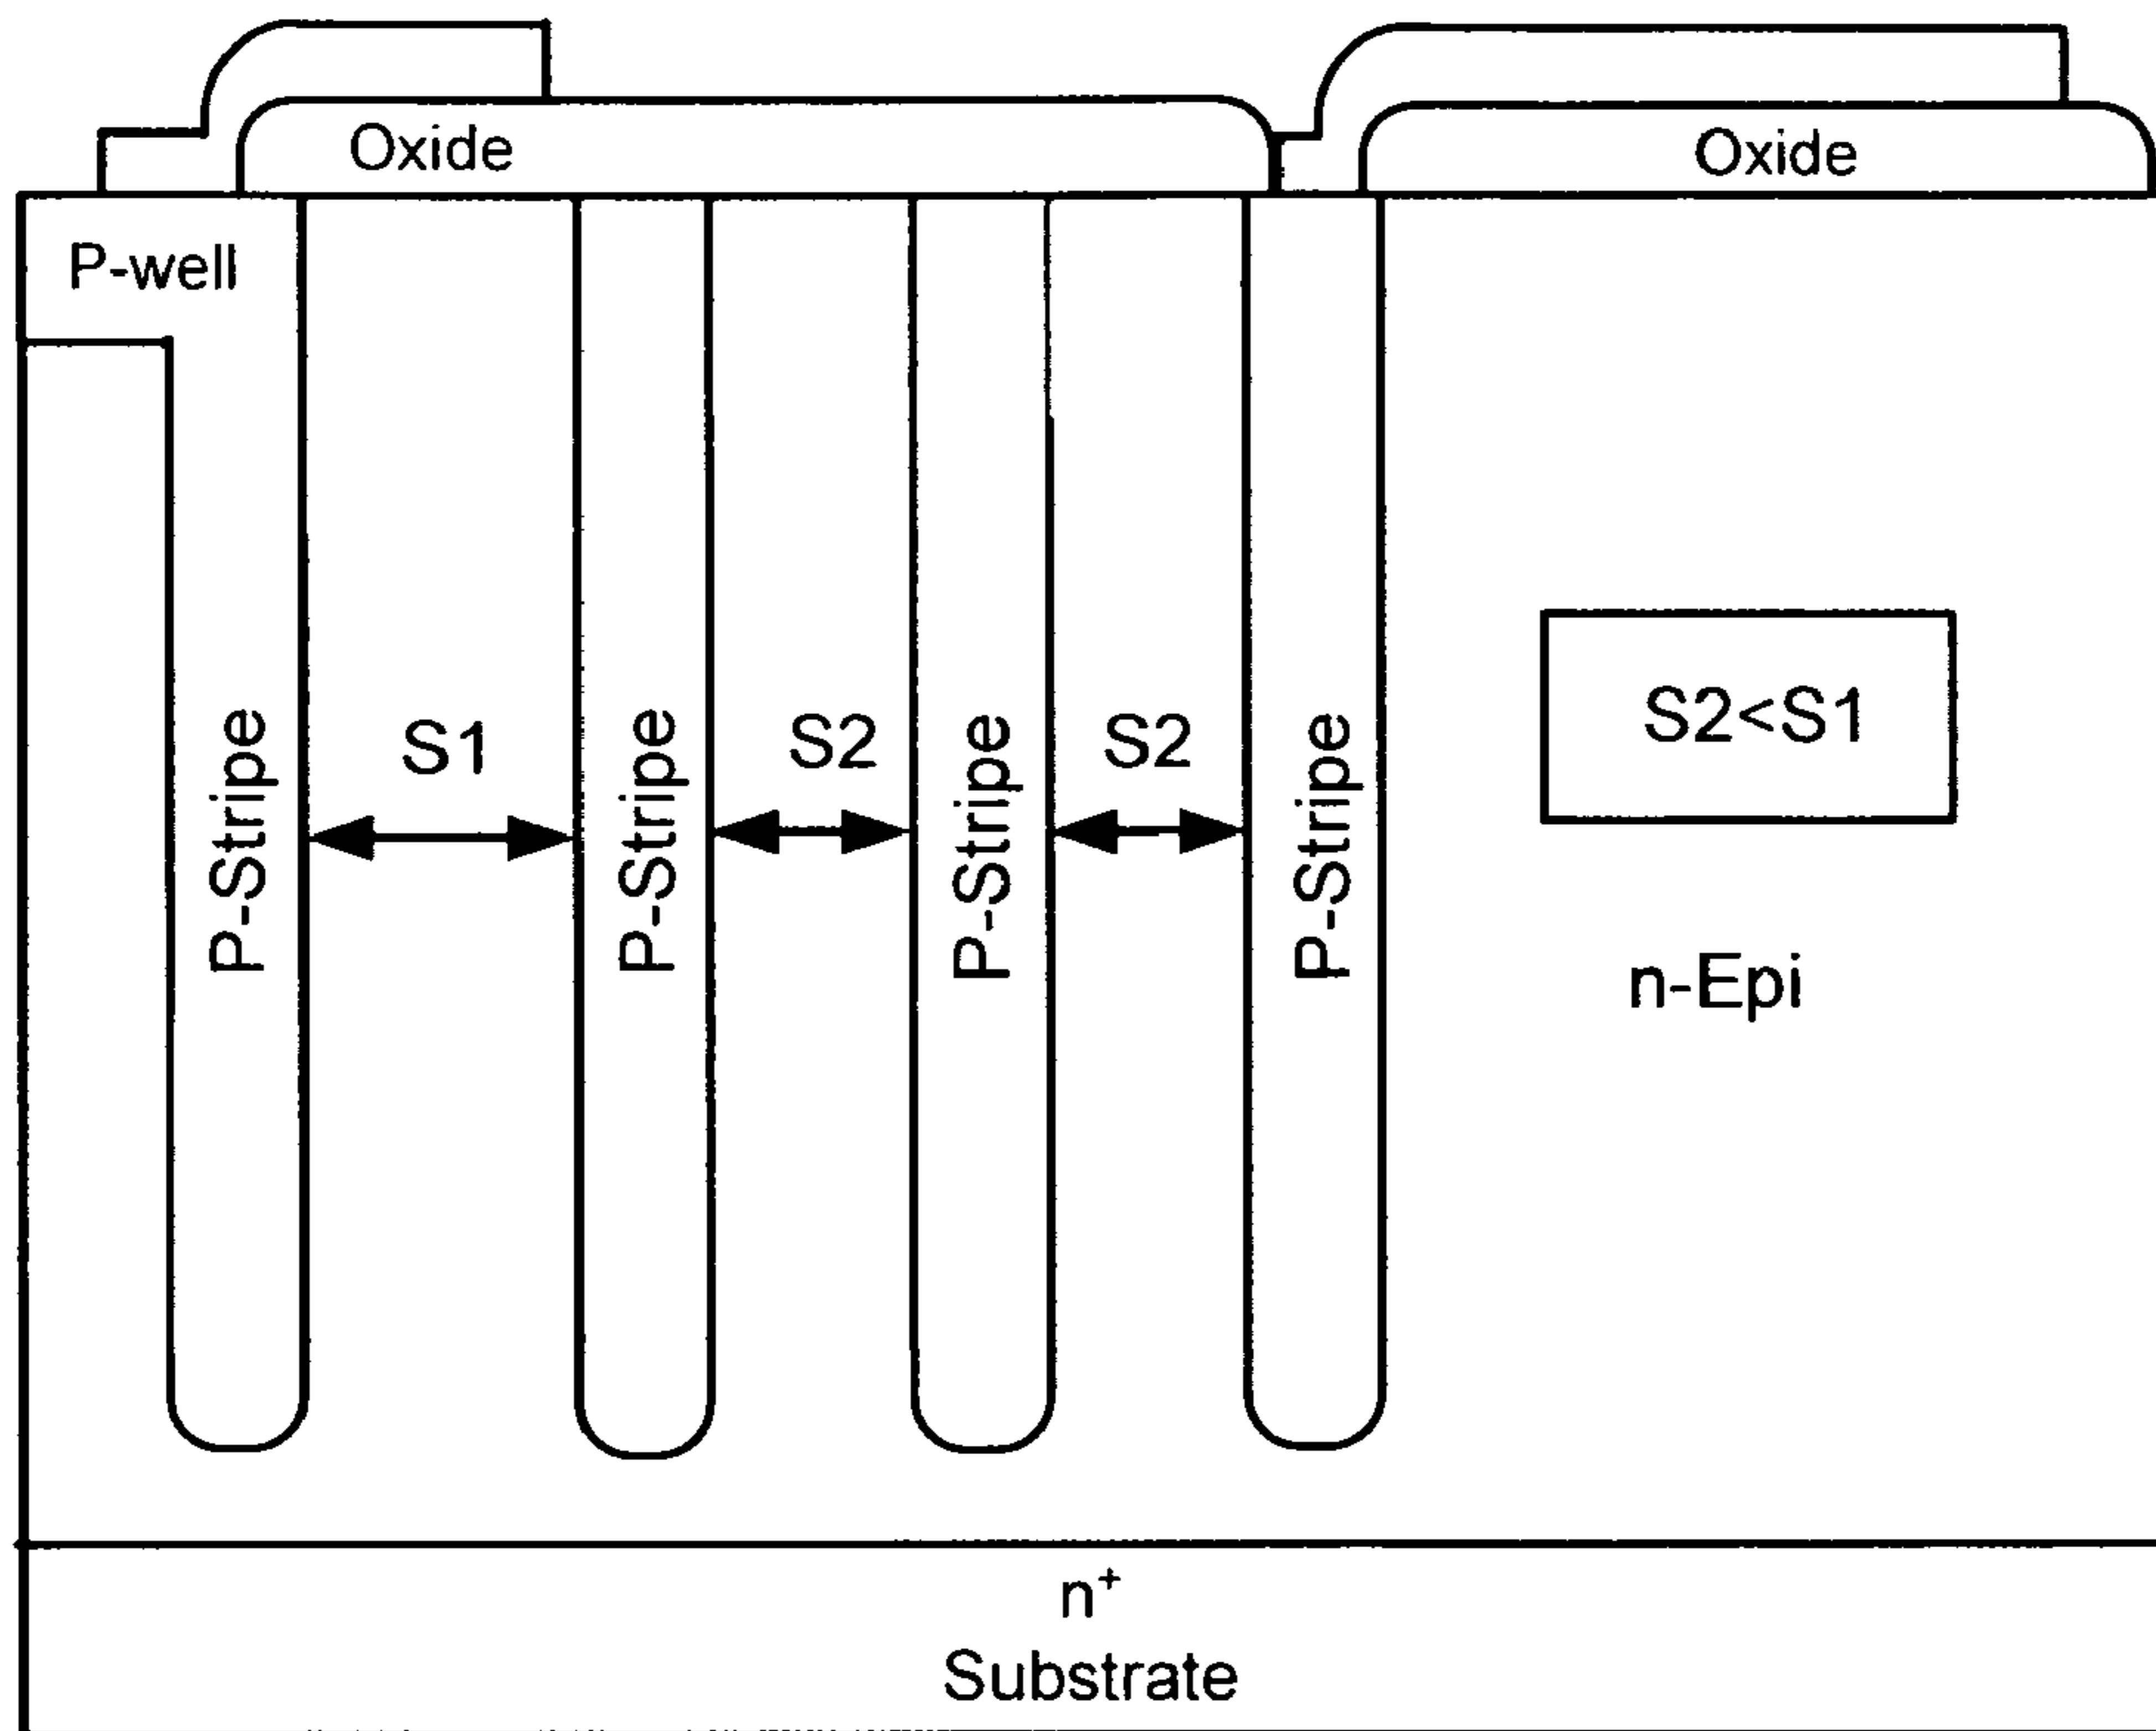 Oxide
Oxide
P-well
P-Stripe
S1
P-Stripe
S2
P-Stripe
S2
P-Stripe
S2<S1
n-Epi
n⁺
Substrate